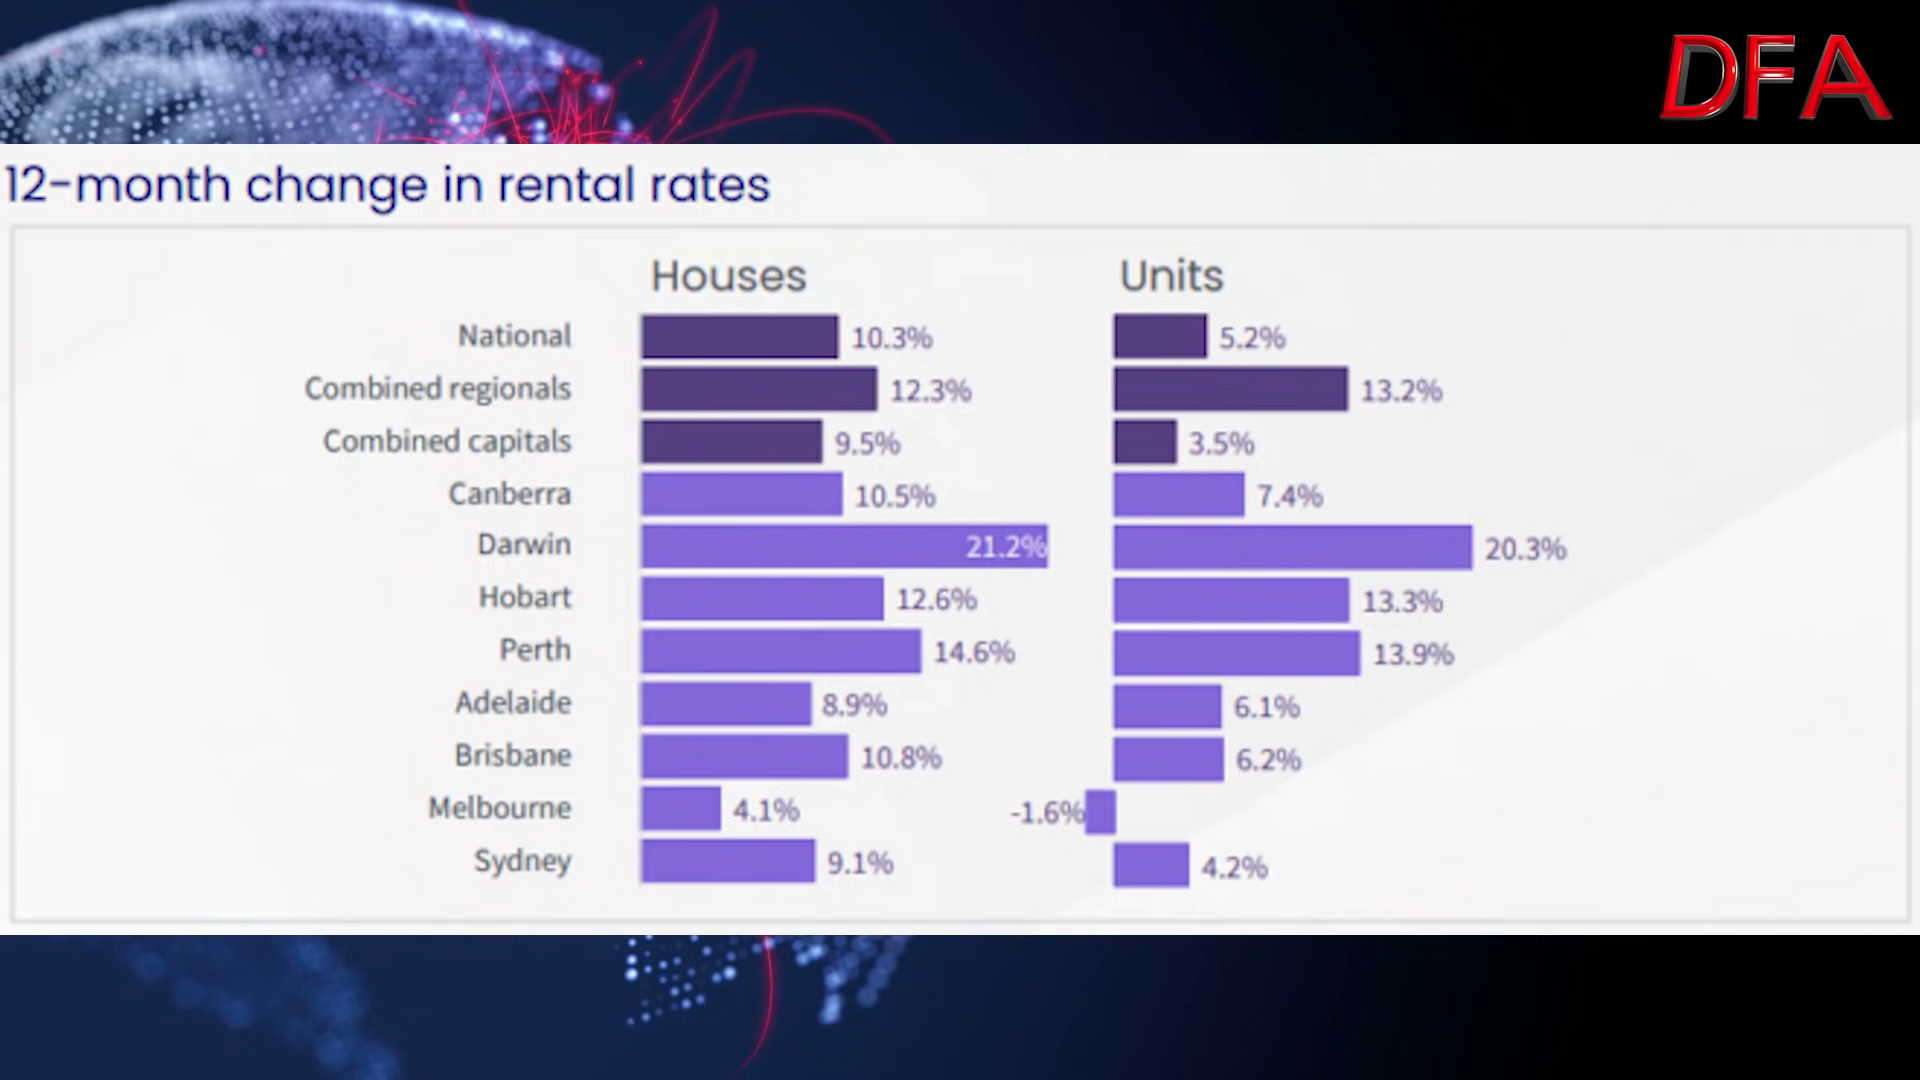 DFA
12-month change in rental rates
Houses Units
National 10.3% 5.2%
Combined regionals 12.3% 13.2%
Combined capitals 9.5% 3.5%
Canberra 10.5% 7.4%
Darwin 21.2% 20.3%
Hobart 12.6% 13.3%
Perth 14.6% 13.9%
Adelaide 8.9% 6.1%
Brisbane 10.8% 6.2%
Melbourne 4.1% -1.6%
Sydney 9.1% 4.2%